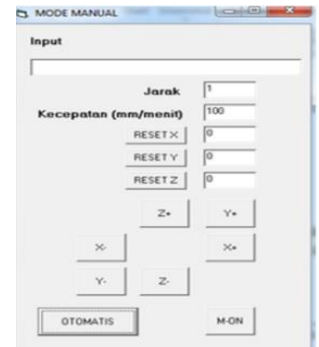 MODE MANUAL
Input
Jarak 1
Kecepatan (mm/menit) 100
RESET X 0
RESET Y 0
RESET Z 0
Z+ Y+
X- X+
Y- Z-
OTOMATIS M-ON